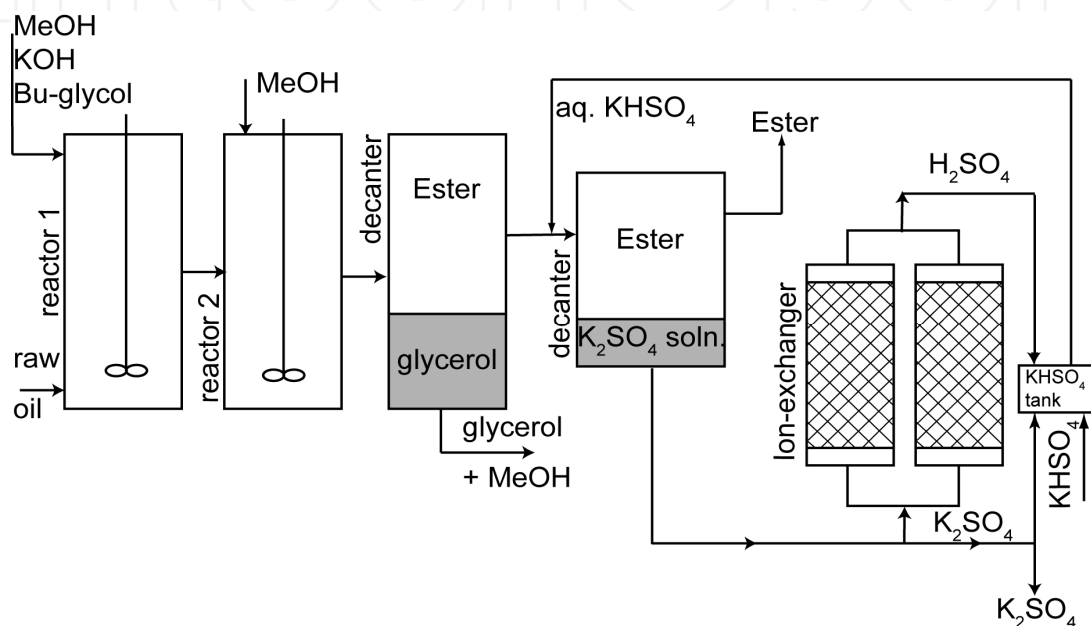 MeOH
KOH
Bu-glycol
reactor 1
raw
oil
MeOH
reactor 2
decanter
Ester
glycerol
glycerol
+ MeOH
aq. KHSO₄
Ester
decanter
Ester
K₂SO₄ soln.
H₂SO₄
Ion-exchanger
KHSO₄
tank
KHSO₄
K₂SO₄
K₂SO₄